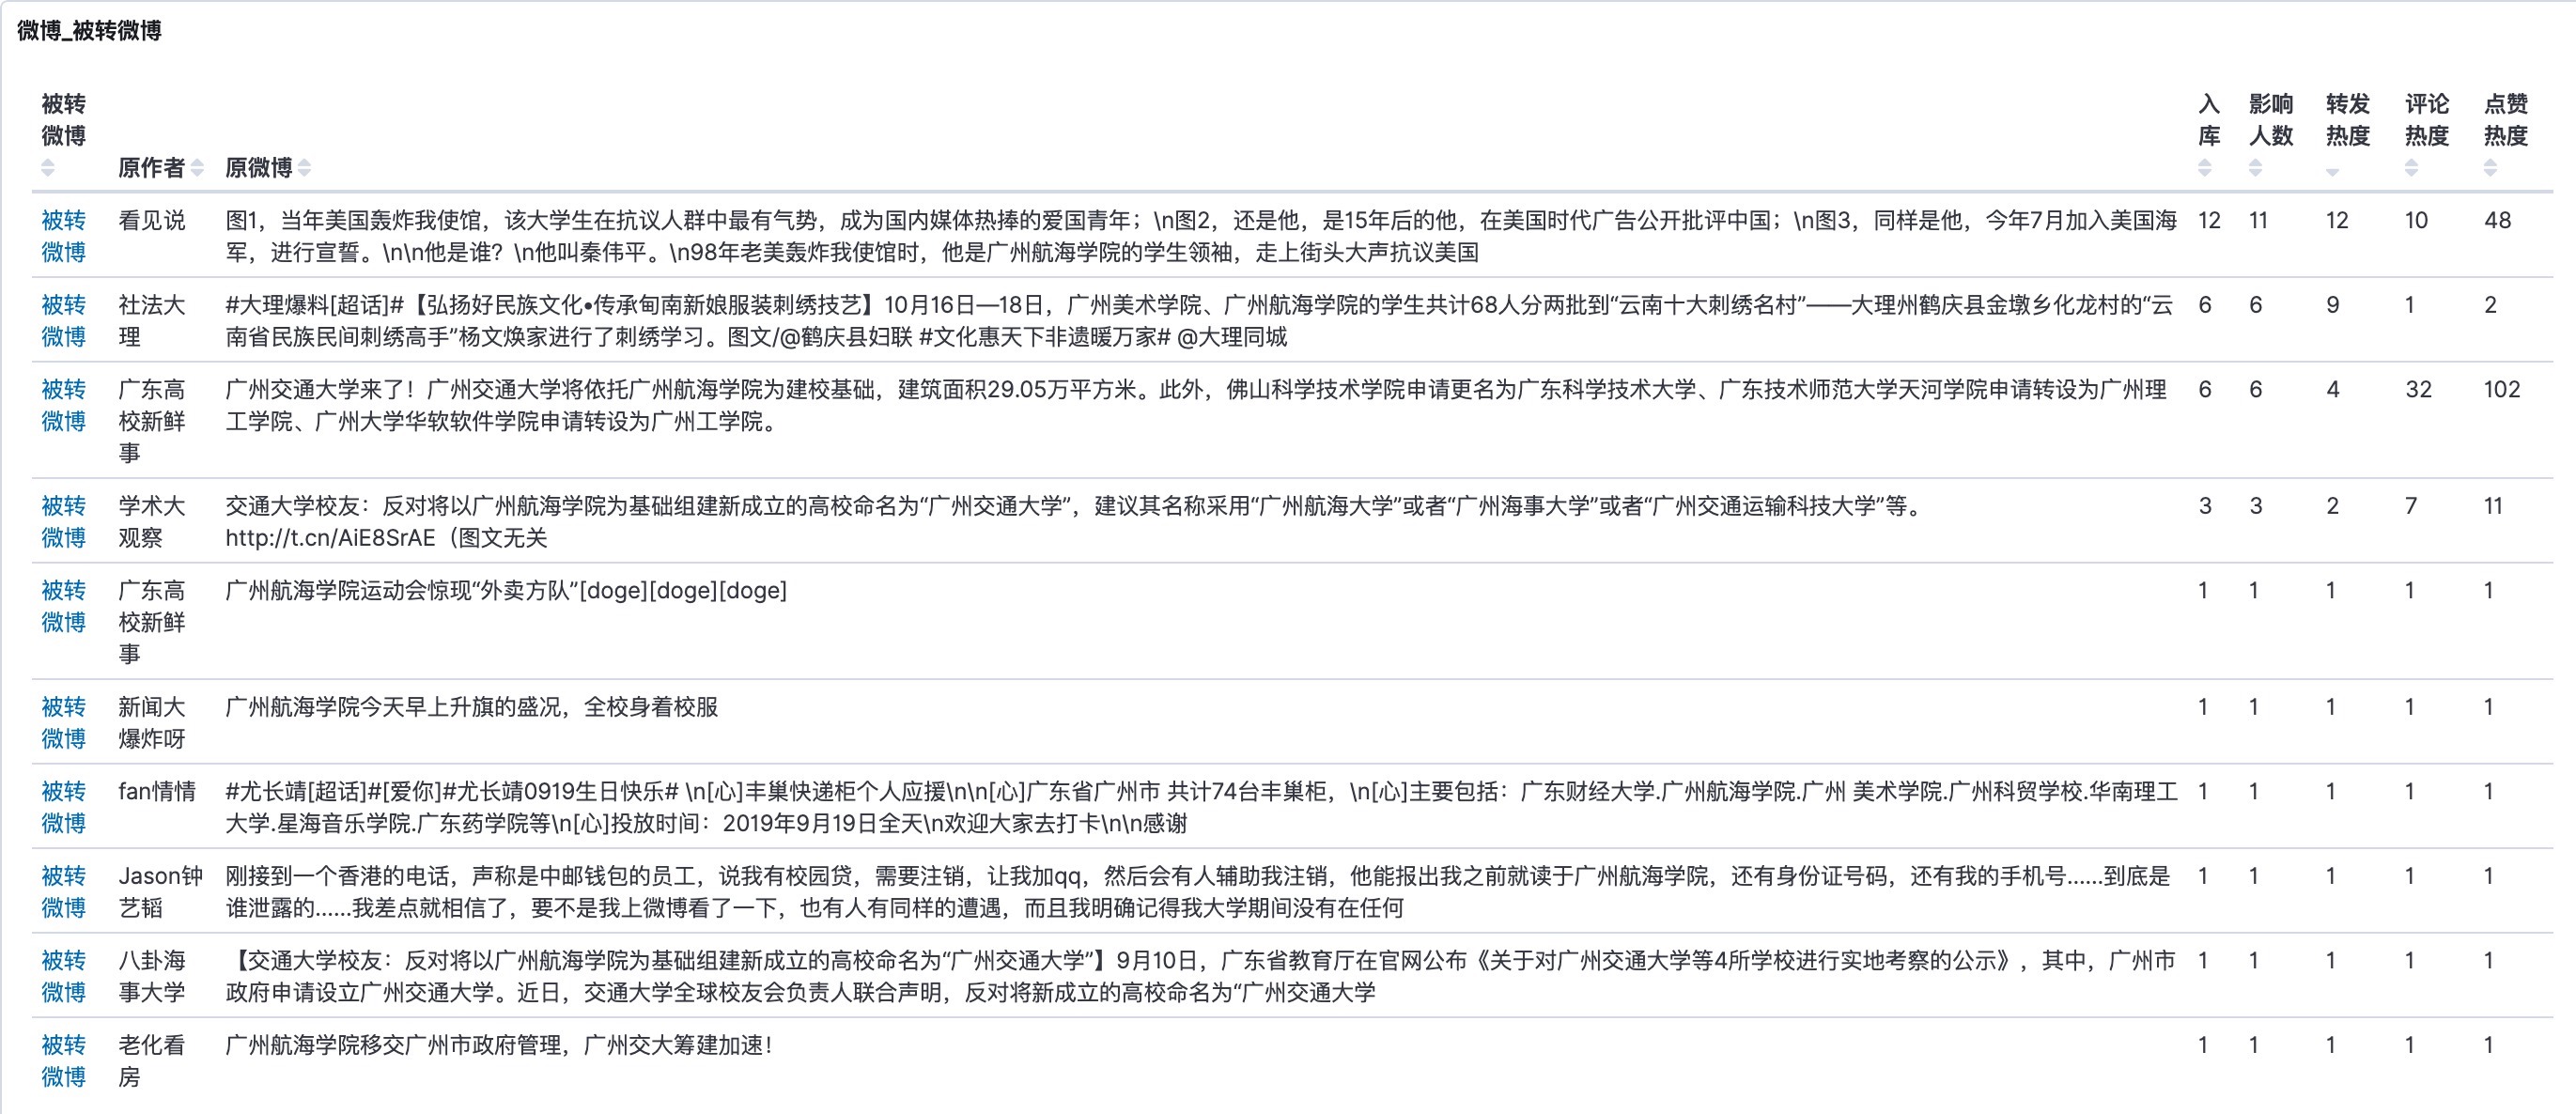 微博_被转微博
被转微博 原作者 原微博 入库 影响人数 转发热度 评论热度 点赞热度
被转 看见说 图1，当年美国轰炸我使馆，该大学生在抗议人群中最有气势，成为国内媒体热捧的爱国青年；\n图2，还是他，是15年后的他，在美国时代广告公开批评中国；\n图3，同样是他，今年7月加入美国海 12 11 12 10 48
微博 军，进行宣誓。\n\n他是谁？\n他叫秦伟平。\n98年老美轰炸我使馆时，他是广州航海学院的学生领袖，走上街头大声抗议美国
被转 社法大 #大理爆料[超话]#【弘扬好民族文化•传承甸南新娘服装刺绣技艺】10月16日—18日，广州美术学院、广州航海学院的学生共计68人分两批到“云南十大刺绣名村”——大理州鹤庆县金墩乡化龙村的“云 6 6 9 1 2
微博 理 南省民族民间刺绣高手”杨文焕家进行了刺绣学习。图文/@鹤庆县妇联 #文化惠天下非遗暖万家# @大理同城
被转 广东高 广州交通大学来了！广州交通大学将依托广州航海学院为建校基础，建筑面积29.05万平方米。此外，佛山科学技术学院申请更名为广东科学技术大学、广东技术师范大学天河学院申请转设为广州理 6 6 4 32 102
微博 校新鲜 工学院、广州大学华软软件学院申请转设为广州工学院。
事
被转 学术大 交通大学校友：反对将以广州航海学院为基础组建新成立的高校命名为“广州交通大学”，建议其名称采用“广州航海大学”或者“广州海事大学”或者“广州交通运输科技大学”等。 3 3 2 7 11
微博 观察 http://t.cn/AiE8SrAE（图文无关
被转 广东高 广州航海学院运动会惊现“外卖方队”[doge][doge][doge] 1 1 1 1 1
微博 校新鲜
事
被转 新闻大 广州航海学院今天早上升旗的盛况，全校身着校服 1 1 1 1 1
微博 爆炸呀
被转 fan情情 #尤长靖[超话]#[爱你]#尤长靖0919生日快乐# \n[心]丰巢快递柜个人应援\n\n[心]广东省广州市 共计74台丰巢柜，\n[心]主要包括：广东财经大学.广州航海学院.广州 美术学院.广州科贸学校.华南理工 1 1 1 1 1
微博 大学.星海音乐学院.广东药学院等\n[心]投放时间：2019年9月19日全天\n欢迎大家去打卡\n\n感谢
被转 Jason钟 刚接到一个香港的电话，声称是中邮钱包的员工，说我有校园贷，需要注销，让我加qq，然后会有人辅助我注销，他能报出我之前就读于广州航海学院，还有身份证号码，还有我的手机号……到底是 1 1 1 1 1
微博 艺韬 谁泄露的……我差点就相信了，要不是我上微博看了一下，也有人有同样的遭遇，而且我明确记得我大学期间没有在任何
被转 八卦海 【交通大学校友：反对将以广州航海学院为基础组建新成立的高校命名为“广州交通大学”】9月10日，广东省教育厅在官网公布《关于对广州交通大学等4所学校进行实地考察的公示》，其中，广州市 1 1 1 1 1
微博 事大学 政府申请设立广州交通大学。近日，交通大学全球校友会负责人联合声明，反对将新成立的高校命名为“广州交通大学
被转 老化看 广州航海学院移交广州市政府管理，广州交大筹建加速！ 1 1 1 1 1
微博 房